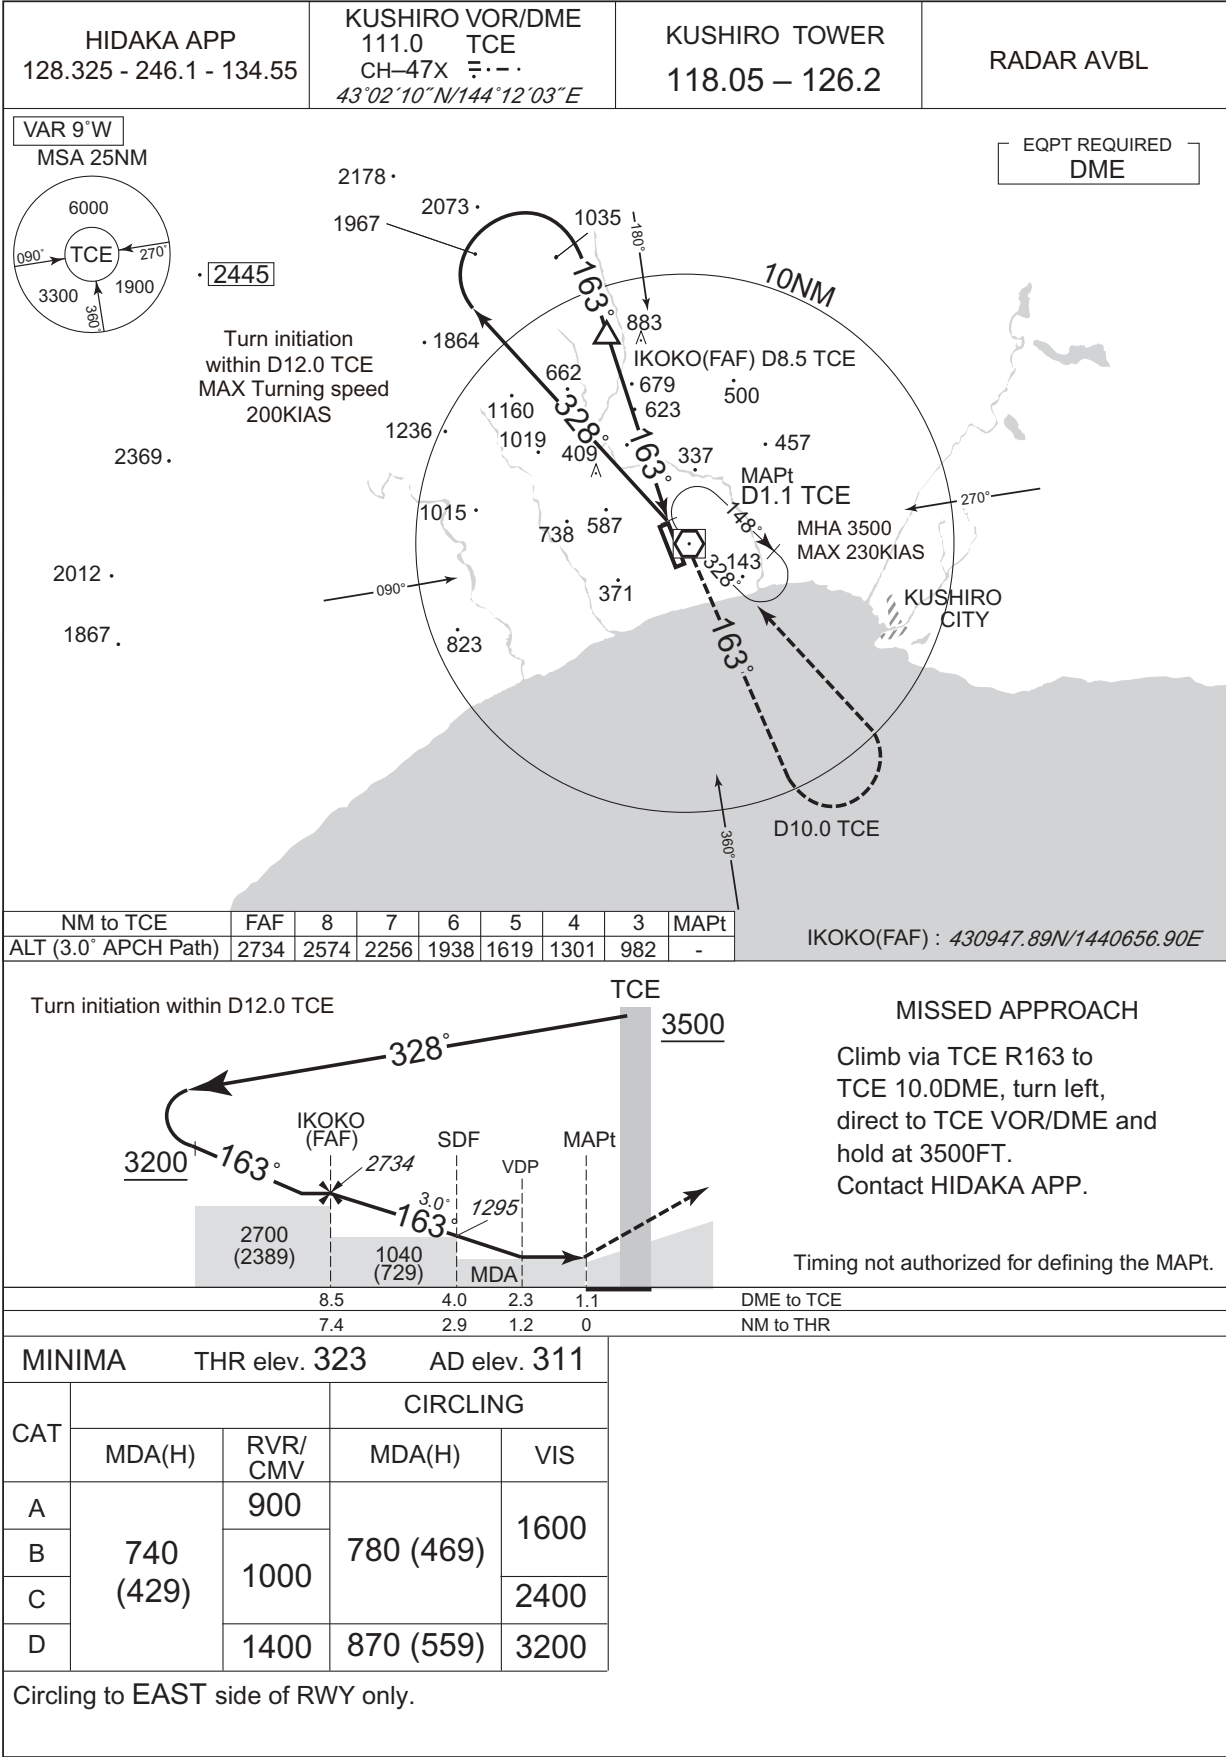 HIDAKA APP
128.325 - 246.1 - 134.55
KUSHIRO VOR/DME
111.0 TCE
CH–47X
43°02´10˝N/144°12´03˝E
KUSHIRO TOWER
118.05 – 126.2
RADAR AVBL
VAR 9°W
MSA 25NM
6000
090°
TCE
270°
3300
1900
360°
EQPT REQUIRED
DME
2178
2073
1967
1035
180°
2445
163°
10NM
883
Turn initiation
within D12.0 TCE
MAX Turning speed
200KIAS
1864
IKOKO(FAF) D8.5 TCE
662
679
500
1160
623
328°
1236
1019
409
163°
457
337
2369
MAPt
D1.1 TCE
270°
1015
738
587
148°
MHA 3500
MAX 230KIAS
2012
090°
371
143
328°
KUSHIRO
CITY
1867
823
163°
D10.0 TCE
360°
NM to TCE FAF 8 7 6 5 4 3 MAPt
ALT (3.0° APCH Path) 2734 2574 2256 1938 1619 1301 982 -
IKOKO(FAF) : 430947.89N/1440656.90E
Turn initiation within D12.0 TCE
TCE
3500
328°
IKOKO
(FAF)
SDF
MAPt
VDP
3200
163°
2734
3.0°
163°
1295
2700
(2389)
1040
(729)
MDA
MISSED APPROACH
Climb via TCE R163 to
TCE 10.0DME, turn left,
direct to TCE VOR/DME and
hold at 3500FT.
Contact HIDAKA APP.
Timing not authorized for defining the MAPt.
8.5 4.0 2.3 1.1 DME to TCE
7.4 2.9 1.2 0 NM to THR
MINIMA THR elev. 323 AD elev. 311
CAT
CIRCLING
MDA(H) RVR/ MDA(H) VIS
CMV
A 900
1600
B 740 780 (469)
(429) 1000
C 2400
D 1400 870 (559) 3200
Circling to EAST side of RWY only.